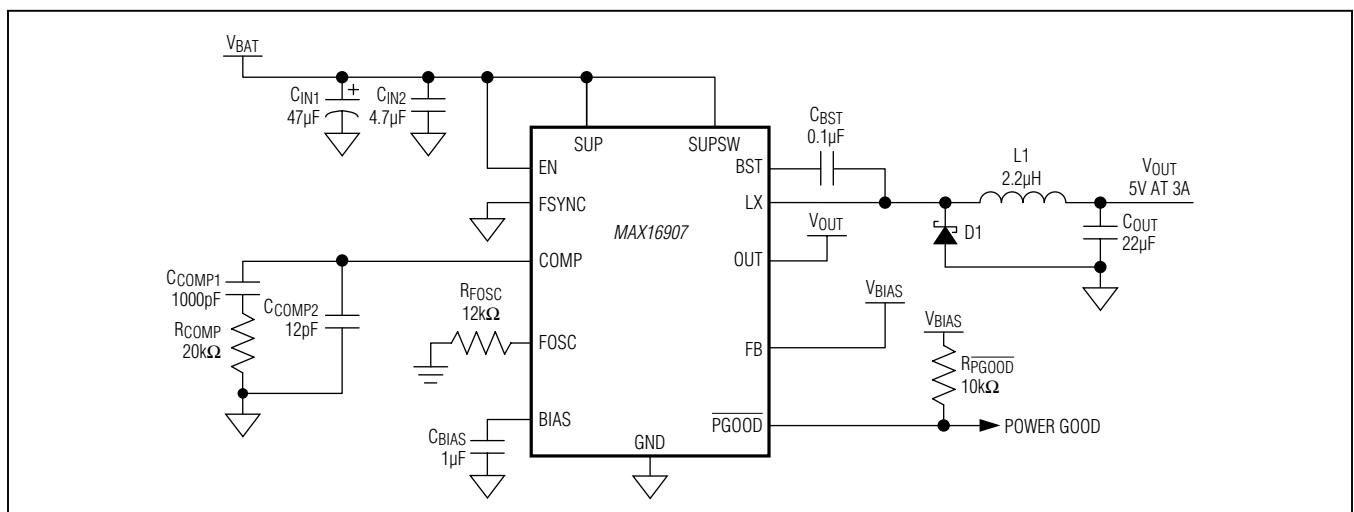 VBAT
CIN1
47µF
+
CIN2
4.7µF
SUP
SUPSW
EN
FSYNC
COMP
FOSC
BIAS
GND
MAX16907
BST
LX
OUT
FB
PGOOD
CBST
0.1µF
L1
2.2µH
VOUT
5V AT 3A
COUT
22µF
D1
VOUT
VBIAS
VBIAS
RPGOOD
10kΩ
POWER GOOD
CCOMP1
1000pF
RCOMP
20kΩ
CCOMP2
12pF
RFOSC
12kΩ
CBIAS
1µF